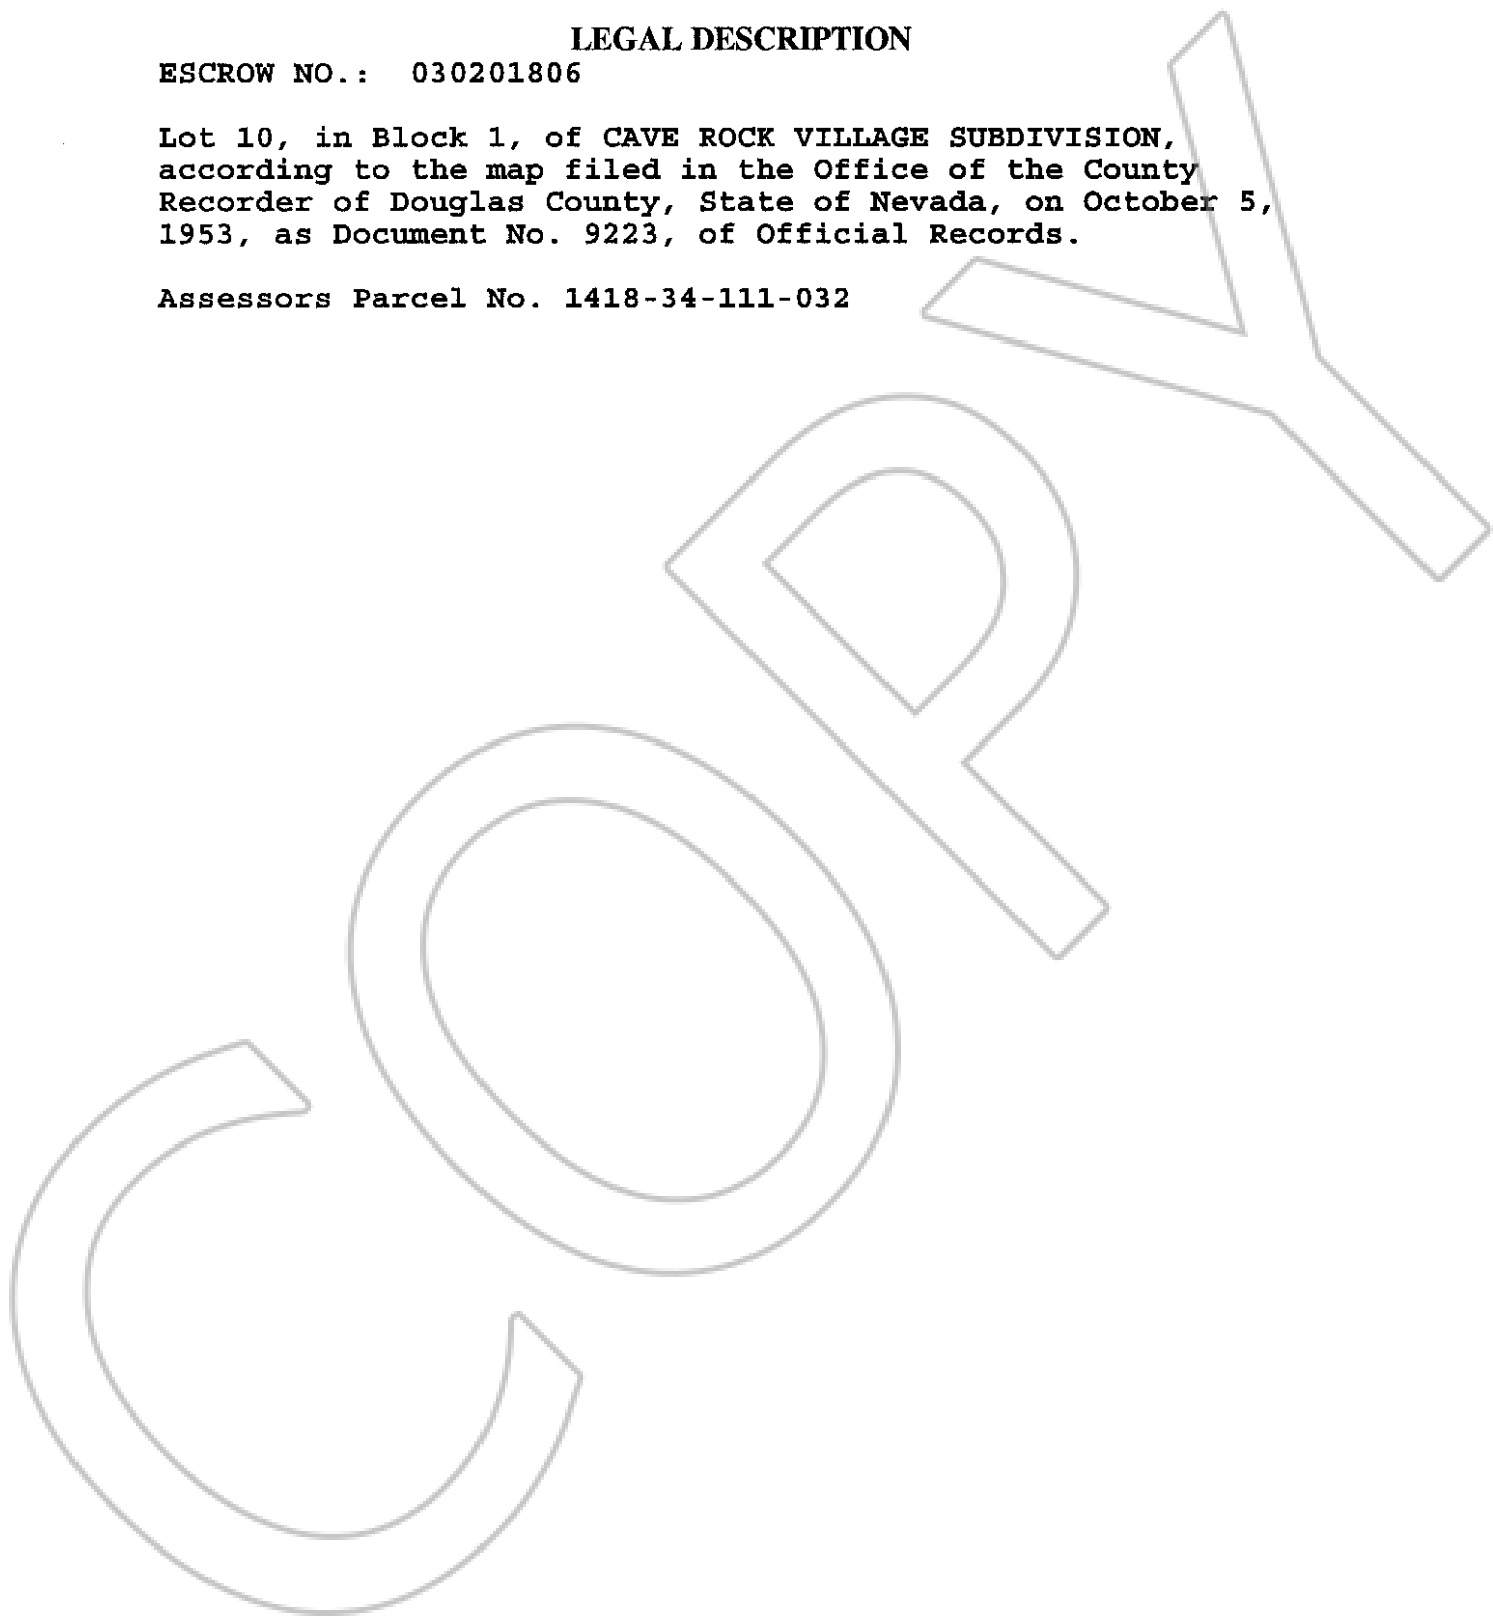 LEGAL DESCRIPTION
ESCROW NO.: 030201806
Lot 10, in Block 1, of CAVE ROCK VILLAGE SUBDIVISION,
according to the map filed in the Office of the County
Recorder of Douglas County, State of Nevada, on October 5,
1953, as Document No. 9223, of Official Records.
Assessors Parcel No. 1418-34-111-032
COPY